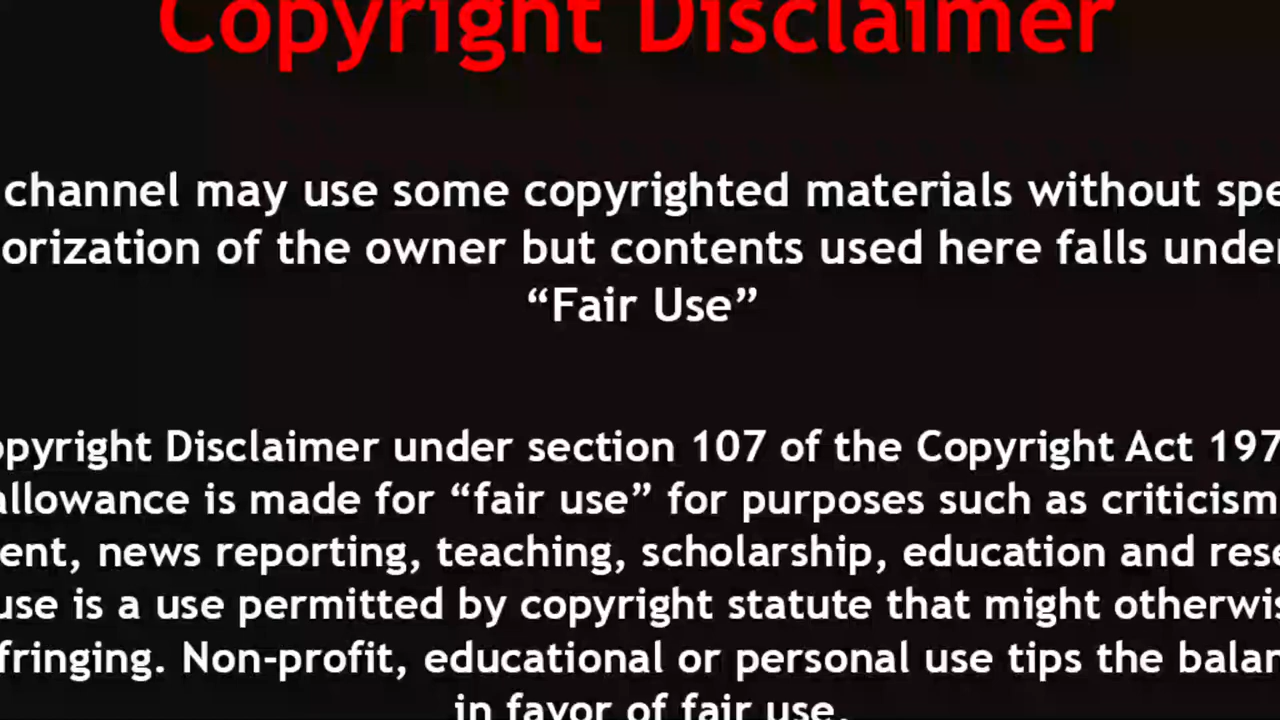 Copyright Disclaimer
channel may use some copyrighted materials without spe
orization of the owner but contents used here falls under
“Fair Use”
opyright Disclaimer under section 107 of the Copyright Act 197
allowance is made for “fair use” for purposes such as criticism
ent, news reporting, teaching, scholarship, education and rese
use is a use permitted by copyright statute that might otherwis
fringing. Non-profit, educational or personal use tips the balan
in favor of fair use.